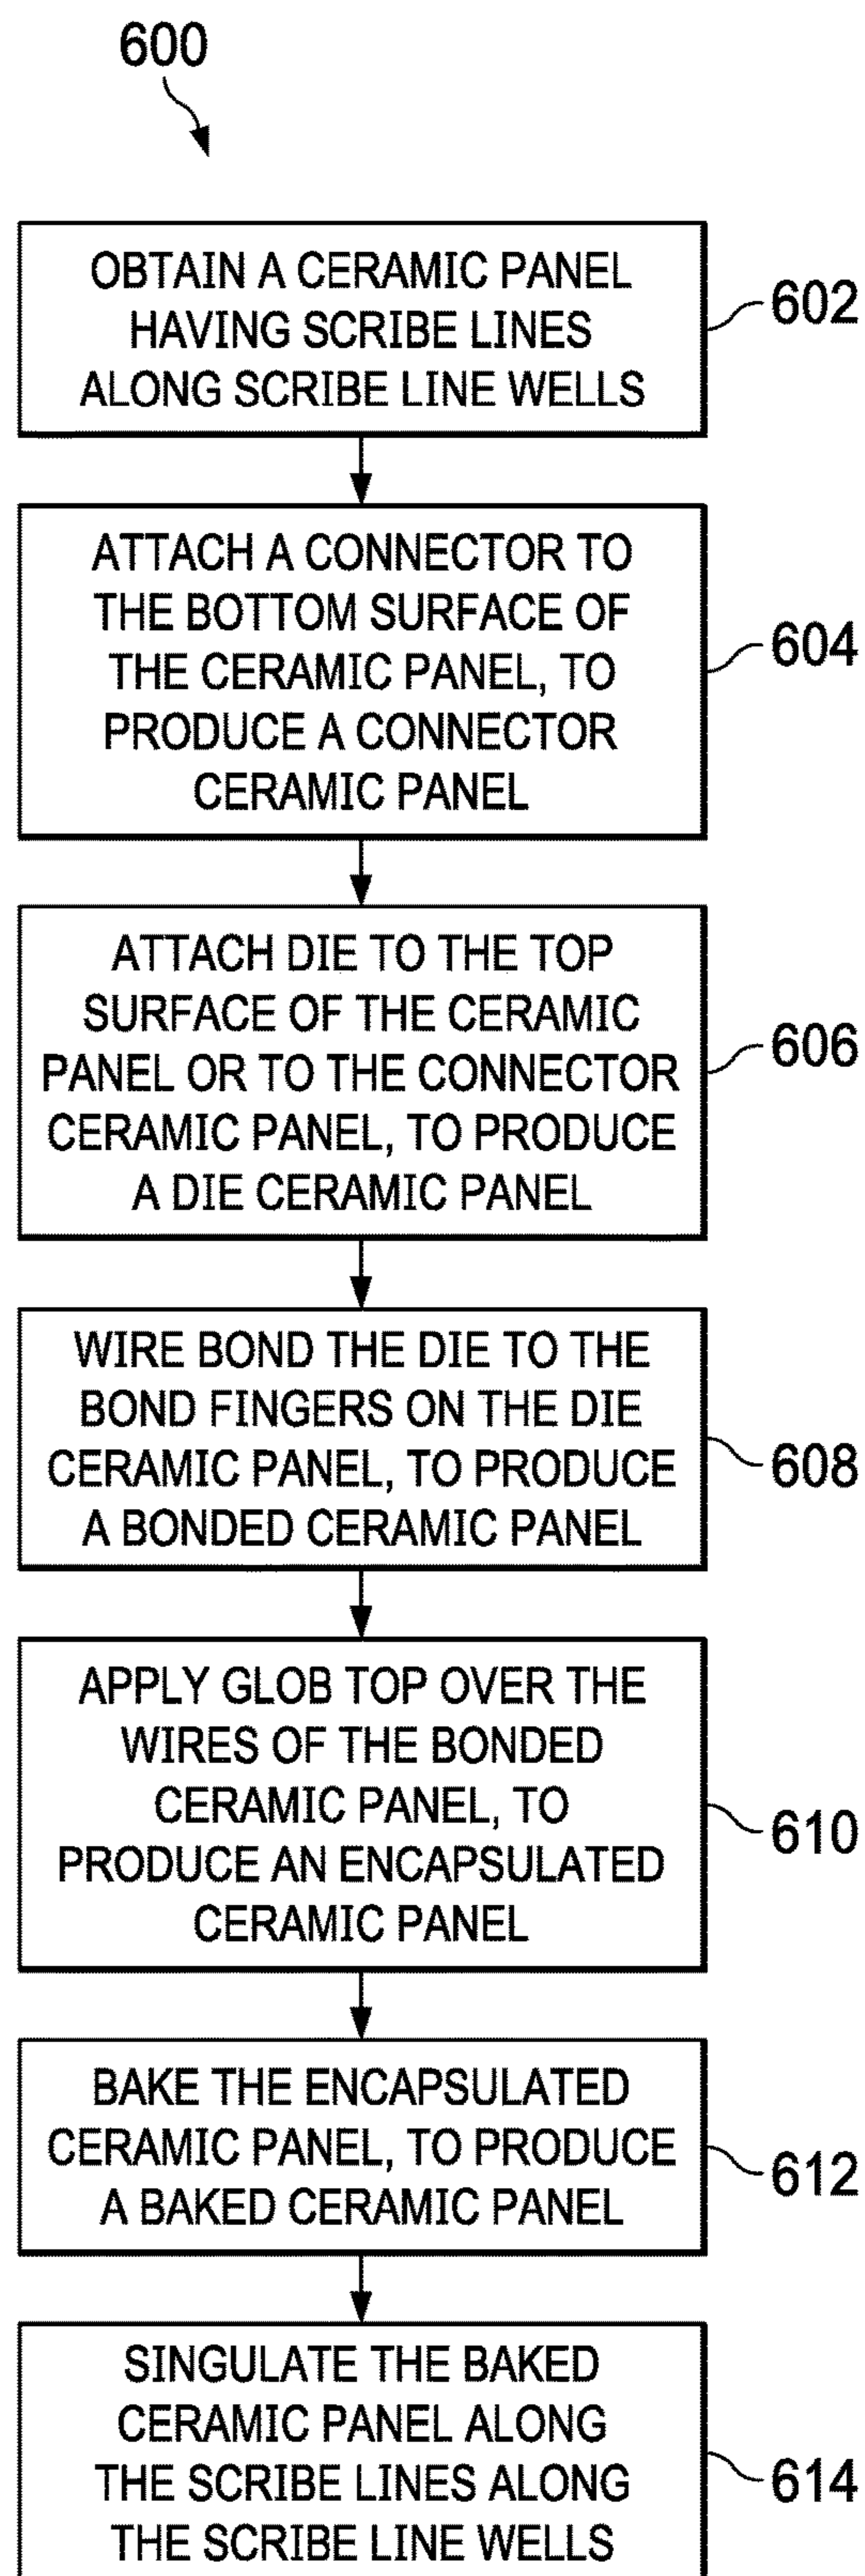 600
OBTAIN A CERAMIC PANEL
HAVING SCRIBE LINES
ALONG SCRIBE LINE WELLS
602
ATTACH A CONNECTOR TO
THE BOTTOM SURFACE OF
THE CERAMIC PANEL, TO
PRODUCE A CONNECTOR
CERAMIC PANEL
604
ATTACH DIE TO THE TOP
SURFACE OF THE CERAMIC
PANEL OR TO THE CONNECTOR
CERAMIC PANEL, TO PRODUCE
A DIE CERAMIC PANEL
606
WIRE BOND THE DIE TO THE
BOND FINGERS ON THE DIE
CERAMIC PANEL, TO PRODUCE
A BONDED CERAMIC PANEL
608
APPLY GLOB TOP OVER THE
WIRES OF THE BONDED
CERAMIC PANEL, TO
PRODUCE AN ENCAPSULATED
CERAMIC PANEL
610
BAKE THE ENCAPSULATED
CERAMIC PANEL, TO PRODUCE
A BAKED CERAMIC PANEL
612
SINGULATE THE BAKED
CERAMIC PANEL ALONG
THE SCRIBE LINES ALONG
THE SCRIBE LINE WELLS
614